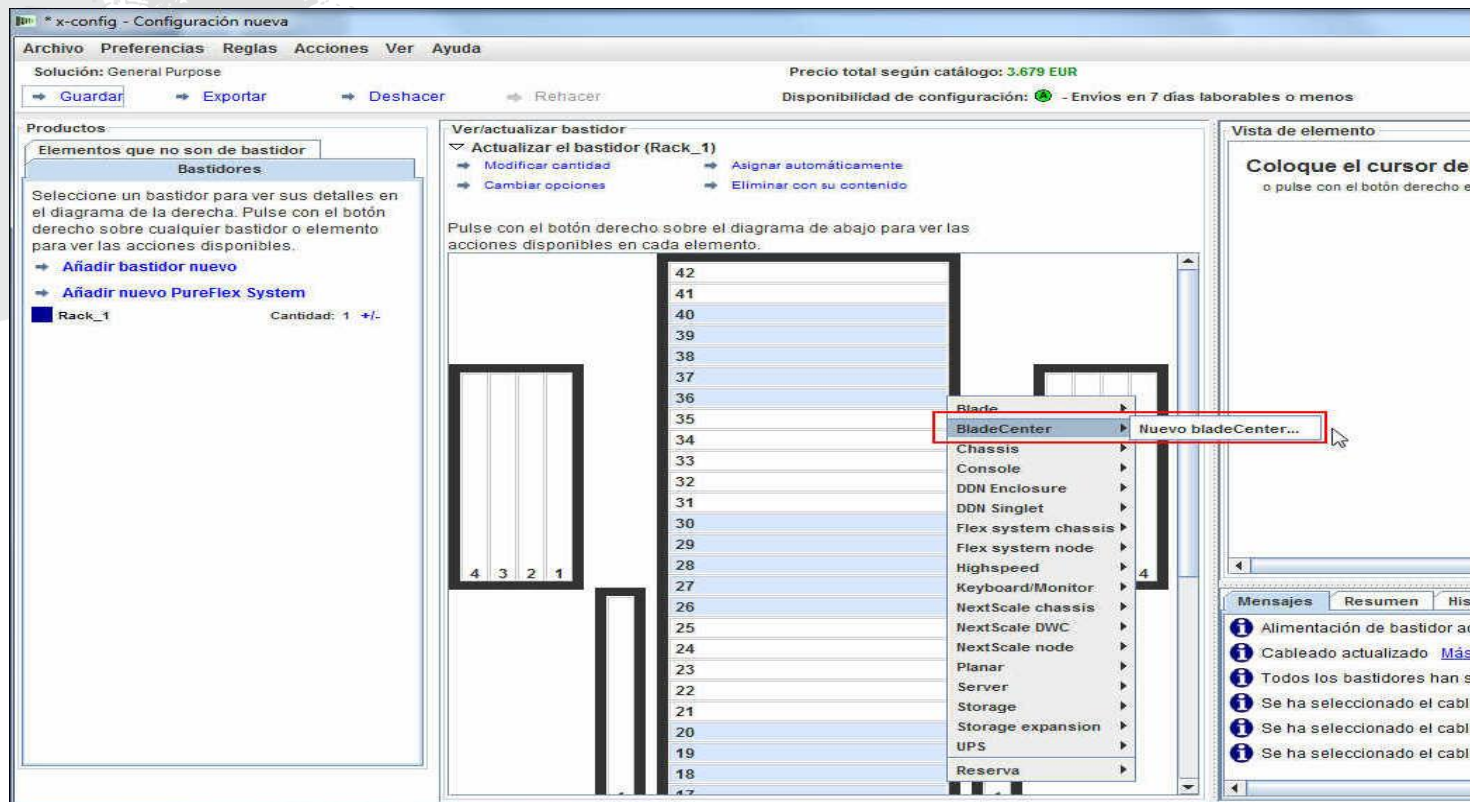 * x-config - Configuración nueva
Archivo Preferencias Reglas Acciones Ver Ayuda
Solución: General Purpose
Precio total según catálogo: 3.679 EUR
Guardar Exportar Deshacer Rehacer
Disponibilidad de configuración: A - Envíos en 7 días laborables o menos
Productos
Elementos que no son de bastidor
Bastidores
Seleccione un bastidor para ver sus detalles en
el diagrama de la derecha. Pulse con el botón
derecho sobre cualquier bastidor o elemento
para ver las acciones disponibles.
Añadir bastidor nuevo
Añadir nuevo PureFlex System
Rack_1 Cantidad: 1 +/-
Ver/actualizar bastidor
Actualizar el bastidor (Rack_1)
Modificar cantidad Asignar automáticamente
Cambiar opciones Eliminar con su contenido
Pulse con el botón derecho sobre el diagrama de abajo para ver las
acciones disponibles en cada elemento.
42
41
40
39
38
37
36
35
34
33
32
31
30
29
28
27
26
25
24
23
22
21
20
19
18
17
4 3 2 1
4
1
1
Blade
BladeCenter
Nuevo bladeCenter...
Chassis
Console
DDN Enclosure
DDN Singlet
Flex system chassis
Flex system node
Highspeed
Keyboard/Monitor
NextScale chassis
NextScale DWC
NextScale node
Planar
Server
Storage
Storage expansion
UPS
Reserva
Vista de elemento
Coloque el cursor de
o pulse con el botón derecho e
Mensajes Resumen His
Alimentación de bastidor ac
Cableado actualizado Más
Todos los bastidores han s
Se ha seleccionado el cabl
Se ha seleccionado el cabl
Se ha seleccionado el cabl